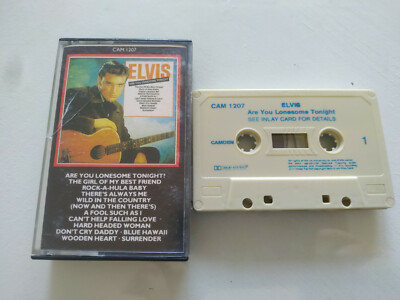 CAM 1207
ELVIS
ARE YOU LONESOME TONIGHT?
THE GIRL OF MY BEST FRIEND
ROCK-A-HULA BABY
THERE'S ALWAYS ME
WILD IN THE COUNTRY
(NOW AND THEN THERE'S)
A FOOL SUCH AS I
CAN'T HELP FALLING LOVE
HARD HEADED WOMAN
DON'T CRY DADDY · BLUE HAWAII
WOODEN HEART · SURRENDER
CAM 1207
ELVIS
Are You Lonesome Tonight
SEE INLAY CARD FOR DETAILS
CAMDEN
1